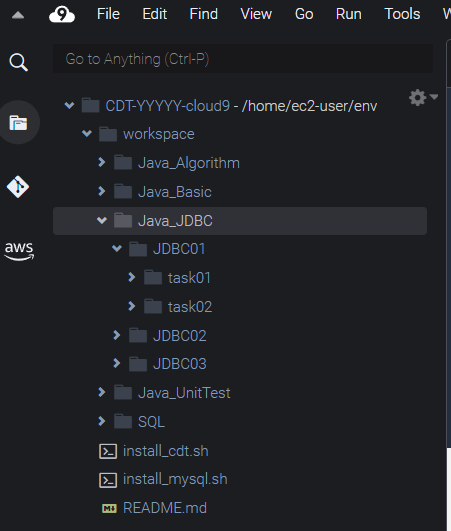 9 File Edit Find View Go Run Tools
Go to Anything (Ctrl-P)
CDT-YYYYY-cloud9 - /home/ec2-user/env
workspace
Java_Algorithm
Java_Basic
Java_JDBC
JDBC01
task01
task02
JDBC02
JDBC03
Java_UnitTest
SQL
install_cdt.sh
install_mysql.sh
README.md
aws